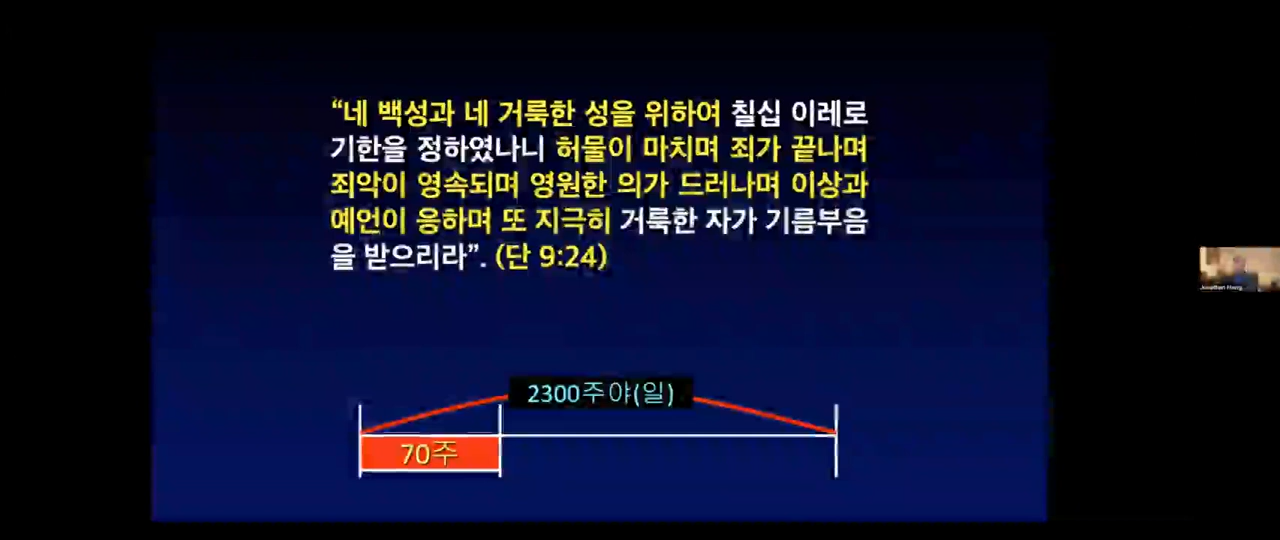 “네 백성과 네 거룩한 성을 위하여 칠십 이레로
기한을 정하였나니 허물이 마치며 죄가 끝나며
죄악이 영속되며 영원한 의가 드러나며 이상과
예언이 응하며 또 지극히 거룩한 자가 기름부음
을 받으리라”. (단 9:24)
2300주야(일)
70주